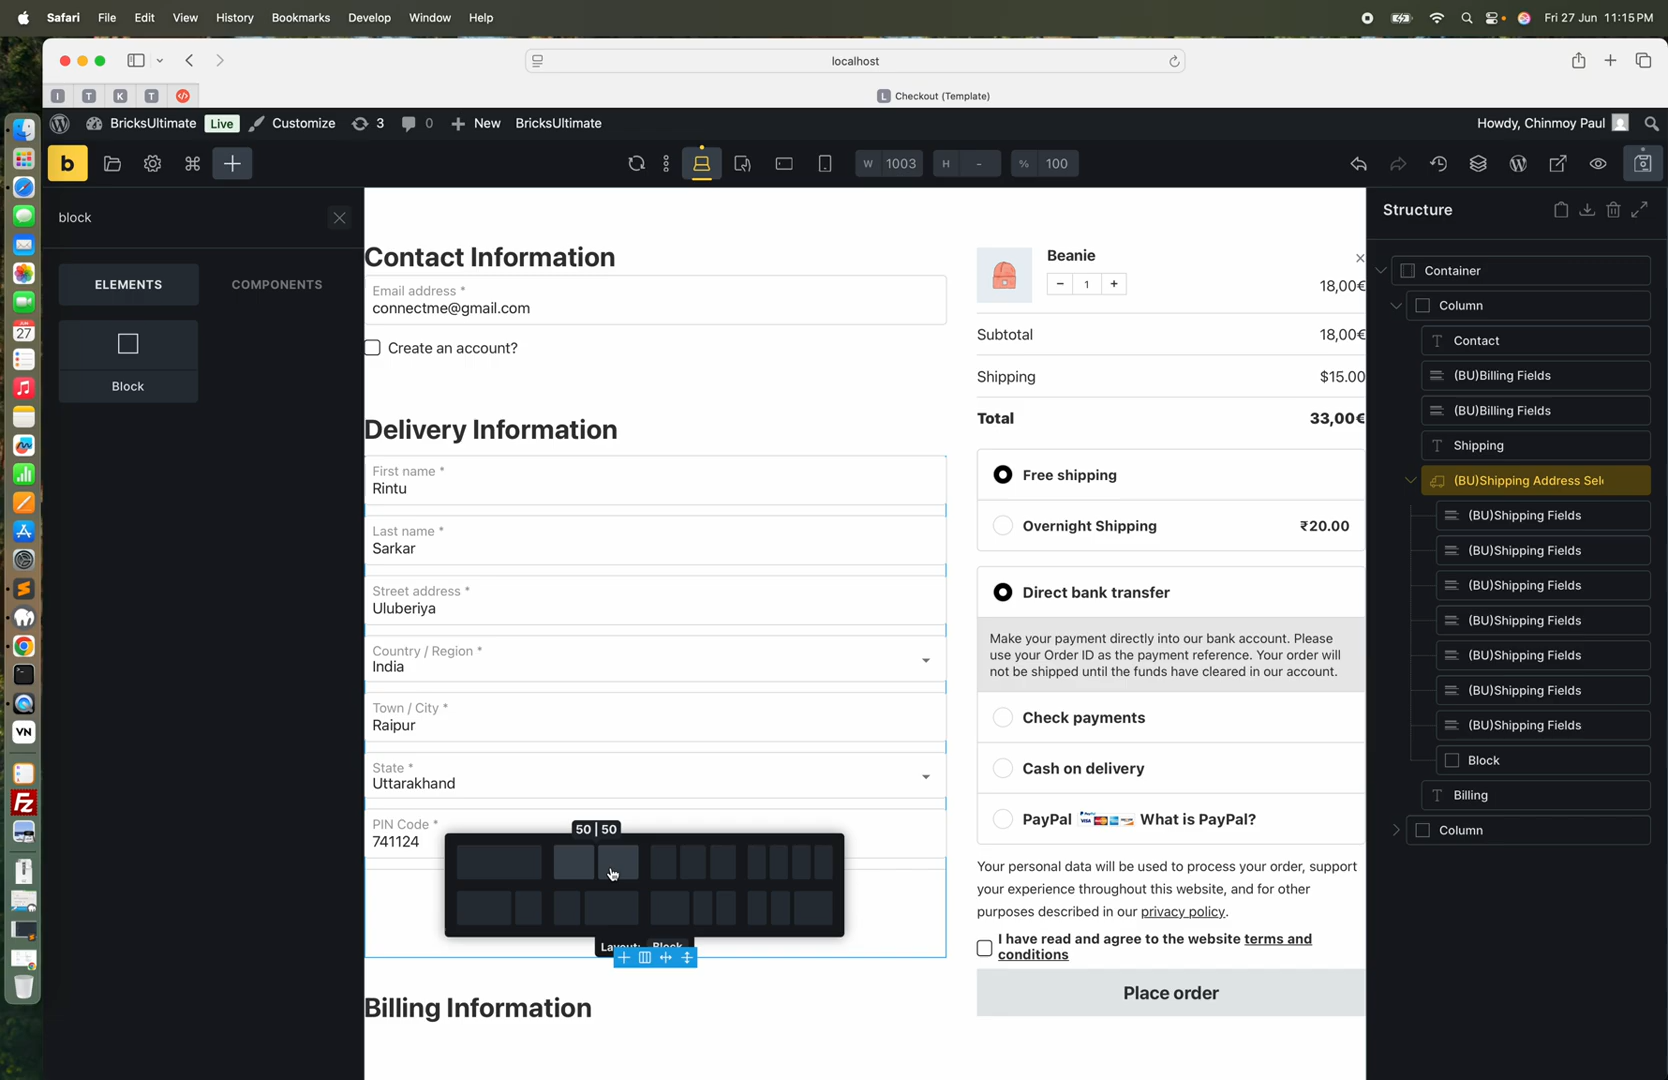 Safari File Edit View History Bookmarks Develop Window Help Fri 27 Jun 11:15 PM
localhost
I T K T L Checkout (Template)
BricksUltimate Live Customize 3 0 New BricksUltimate Howdy, Chinmoy Paul
b W 1003 H - % 100
block
ELEMENTS COMPONENTS
Block
Contact Information
Email address *
connectme@gmail.com
Create an account?
Delivery Information
First name *
Rintu
Last name *
Sarkar
Street address *
Uluberiya
Country / Region *
India
Town / City *
Raipur
State *
Uttarakhand
PIN Code *
741124
50 | 50
Layout: Block
Billing Information
Beanie
×
− 1 +
18,00€
Subtotal 18,00€
Shipping $15.00
Total 33,00€
Free shipping
Overnight Shipping ₹20.00
Direct bank transfer
Make your payment directly into our bank account. Please
use your Order ID as the payment reference. Your order will
not be shipped until the funds have cleared in our account.
Check payments
Cash on delivery
PayPal What is PayPal?
Your personal data will be used to process your order, support
your experience throughout this website, and for other
purposes described in our privacy policy.
I have read and agree to the website terms and
conditions
Place order
Structure
Container
Column
Contact
(BU)Billing Fields
(BU)Billing Fields
Shipping
(BU)Shipping Address Sele
(BU)Shipping Fields
(BU)Shipping Fields
(BU)Shipping Fields
(BU)Shipping Fields
(BU)Shipping Fields
(BU)Shipping Fields
(BU)Shipping Fields
Block
Billing
Column
VN
Fz